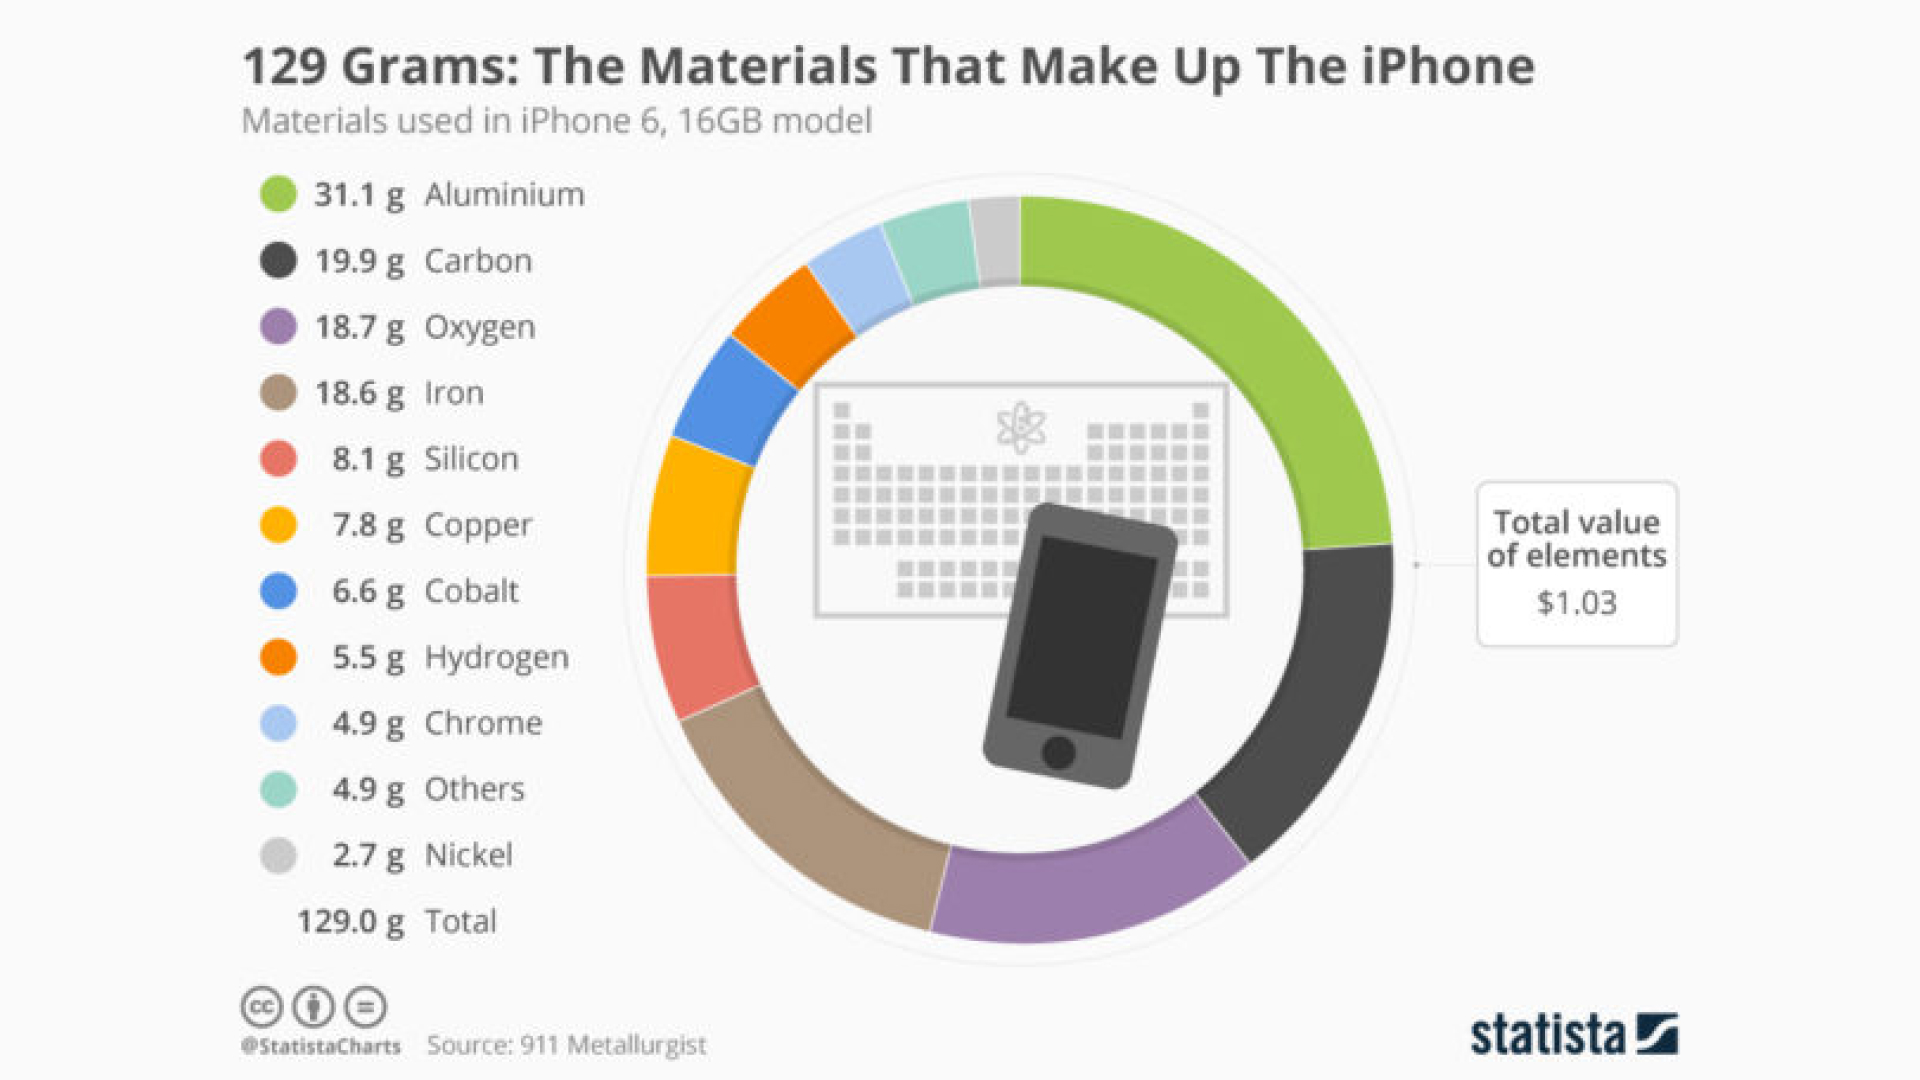 129 Grams: The Materials That Make Up The iPhone
Materials used in iPhone 6, 16GB model
31.1 g Aluminium
19.9 g Carbon
18.7 g Oxygen
18.6 g Iron
8.1 g Silicon
7.8 g Copper
6.6 g Cobalt
5.5 g Hydrogen
4.9 g Chrome
4.9 g Others
2.7 g Nickel
129.0 g Total
Total value
of elements
$1.03
cc
@StatistaCharts Source: 911 Metallurgist
statista